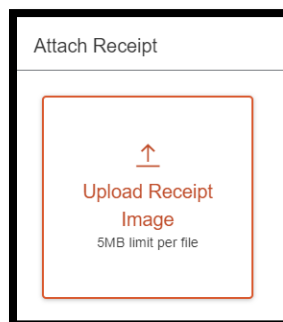 Attach Receipt
Upload Receipt
Image
5MB limit per file